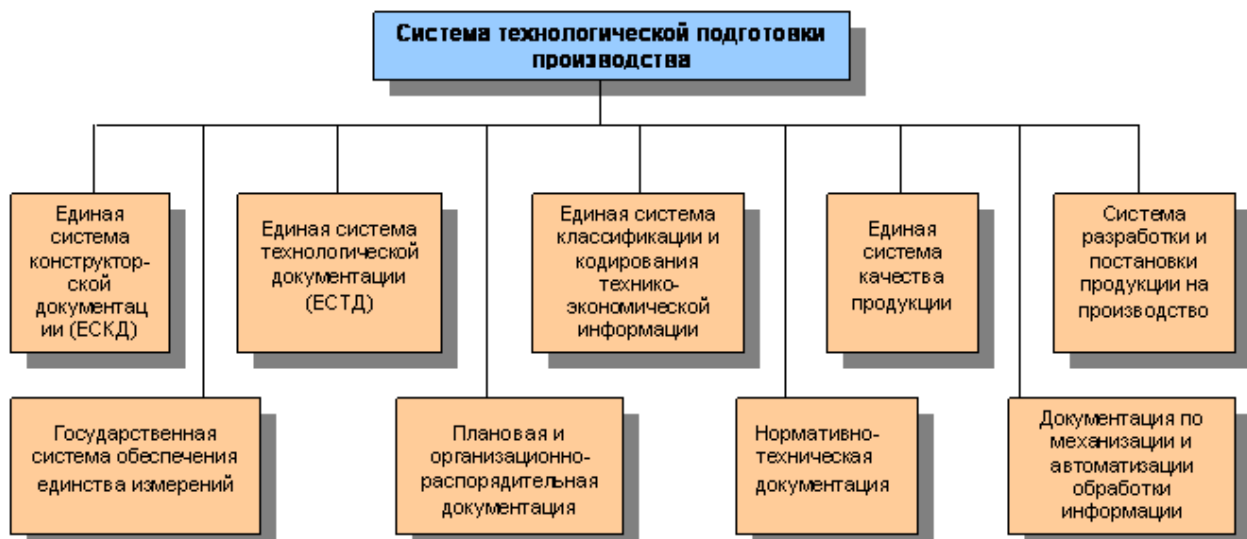 Система технологической подготовки
производства
Единая
система
конструктор-
ской
документац
ии (ЕСКД)
Единая система
технологической
документации
(ЕСТД)
Единая система
классификации и
кодирования
технико-
экономической
информации
Единая
система
качества
продукции
Система
разработки и
постановки
продукции на
производство
Государственная
система обеспечения
единства измерений
Плановая и
организационно-
распорядительная
документация
Нормативно-
техническая
документация
Документация по
механизации и
автоматизации
обработки
информации